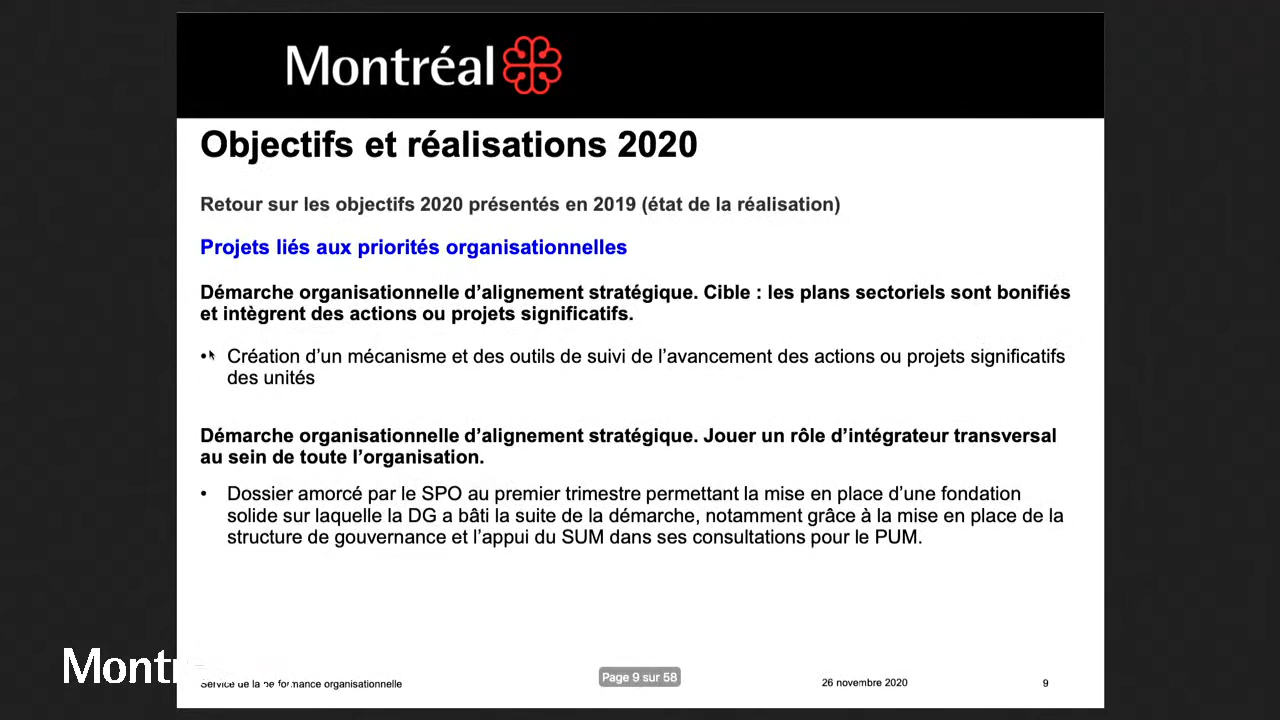 Montréal
Objectifs et réalisations 2020
Retour sur les objectifs 2020 présentés en 2019 (état de la réalisation)
Projets liés aux priorités organisationnelles
Démarche organisationnelle d’alignement stratégique. Cible : les plans sectoriels sont bonifiés
et intègrent des actions ou projets significatifs.
• Création d’un mécanisme et des outils de suivi de l’avancement des actions ou projets significatifs
des unités
Démarche organisationnelle d’alignement stratégique. Jouer un rôle d’intégrateur transversal
au sein de toute l’organisation.
• Dossier amorcé par le SPO au premier trimestre permettant la mise en place d’une fondation
solide sur laquelle la DG a bâti la suite de la démarche, notamment grâce à la mise en place de la
structure de gouvernance et l’appui du SUM dans ses consultations pour le PUM.
Montr
Service de la performance organisationnelle
Page 9 sur 58
26 novembre 2020
9